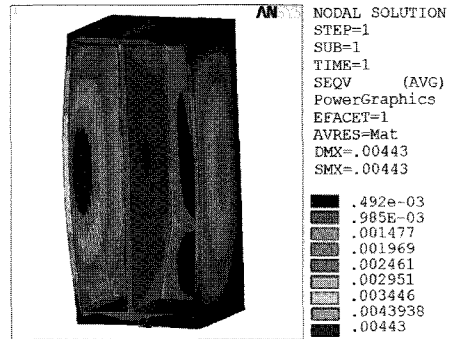 1
AN
NODAL SOLUTION
STEP=1
SUB=1
TIME=1
SEQV (AVG)
PowerGraphics
EFACET=1
AVRES=Mat
DMX=.00443
SMX=.00443
.492e-03
.985E-03
.001477
.001969
.002461
.002951
.003446
.0043938
.00443